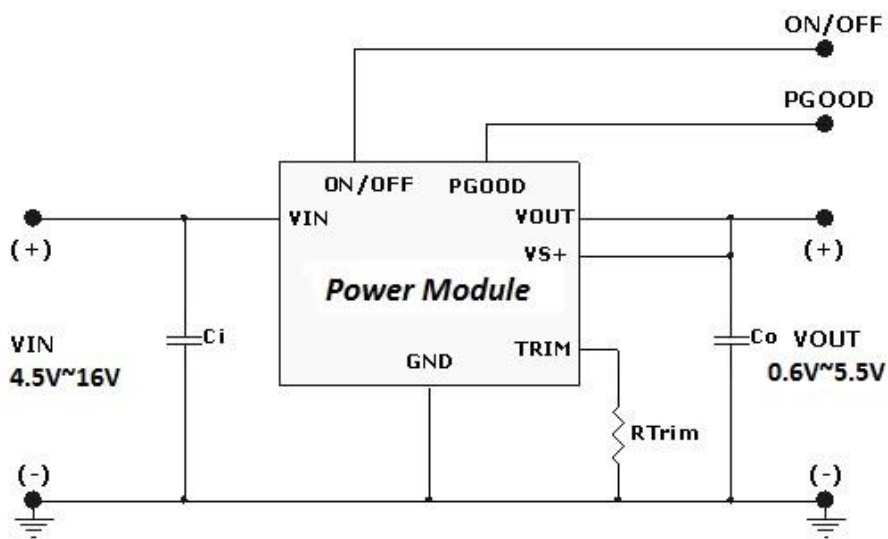 ON/OFF
PGOOD
ON/OFF PGOOD
VIN VOUT
(+) (+)
VS+
Power Module
Ci Co
VIN VOUT
4.5V~16V 0.6V~5.5V
TRIM
GND
RTrim
(-) (-)